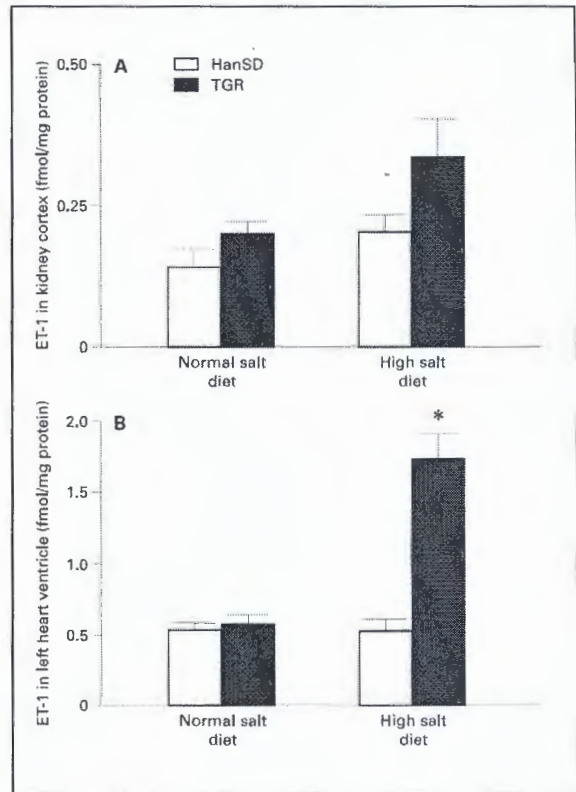 A
HanSD
TGR
ET-1 in kidney cortex (fmol/mg protein)
0.50
0.25
0
Normal salt
diet
High salt
diet
B
ET-1 in left heart ventricle (fmol/mg protein)
2.0
1.5
1.0
0.5
0
*
Normal salt
diet
High salt
diet